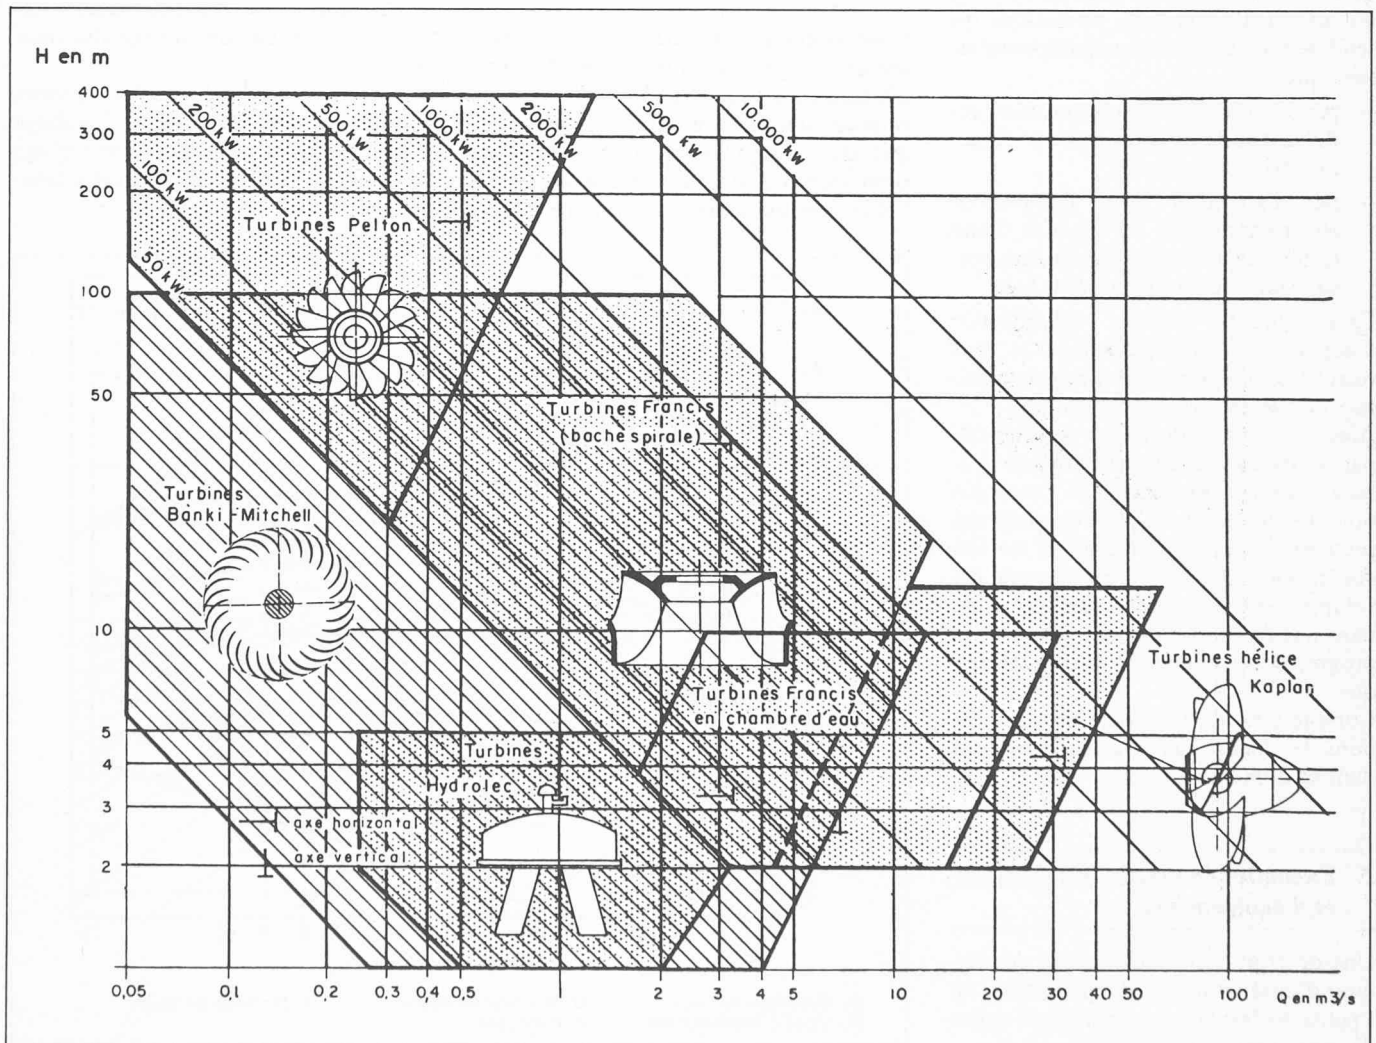 H en m
400
300
200
100
50
10
5
4
3
2
50 kW
100 kW
200 kW
500 kW
1000 kW
2000 kW
5000 kW
10.000 kW
Turbines Pelton
Turbines Francis
(bache spirale)
Turbines
Banki-Mitchell
Turbines Francis
en chambre d'eau
Turbines hélice
Kaplan
Turbines
Hydrolec
axe horizontal
axe vertical
0,05 0,1 0,2 0,3 0,4 0,5 1 2 3 4 5 10 20 30 40 50 100 Q en m3/s